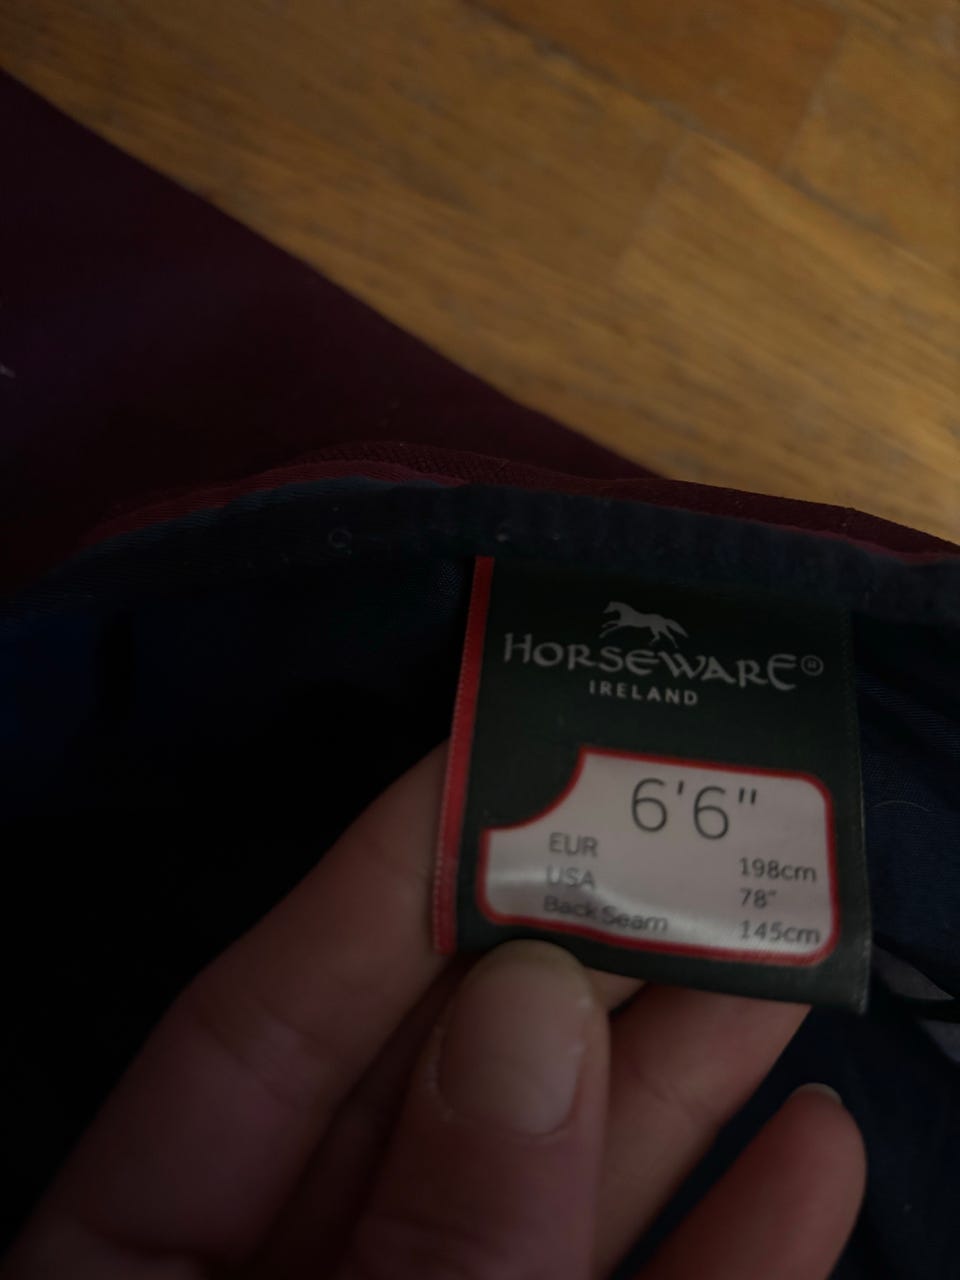 HORSEWARE®
IRELAND
6'6"
EUR 198cm
USA 78"
Back Seam 145cm